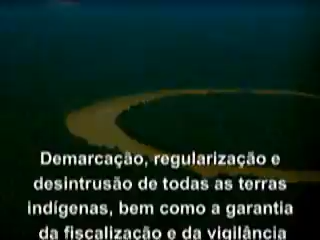 Demarcação, regularização e
desintrusão de todas as terras
indígenas, bem como a garantia
da fiscalização e da vigilância